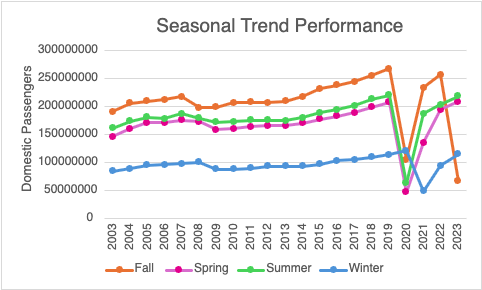 Seasonal Trend Performance
Domestic Passengers
300000000
250000000
200000000
150000000
100000000
50000000
0
2003 2004 2005 2006 2007 2008 2009 2010 2011 2012 2013 2014 2015 2016 2017 2018 2019 2020 2021 2022 2023
Fall Spring Summer Winter